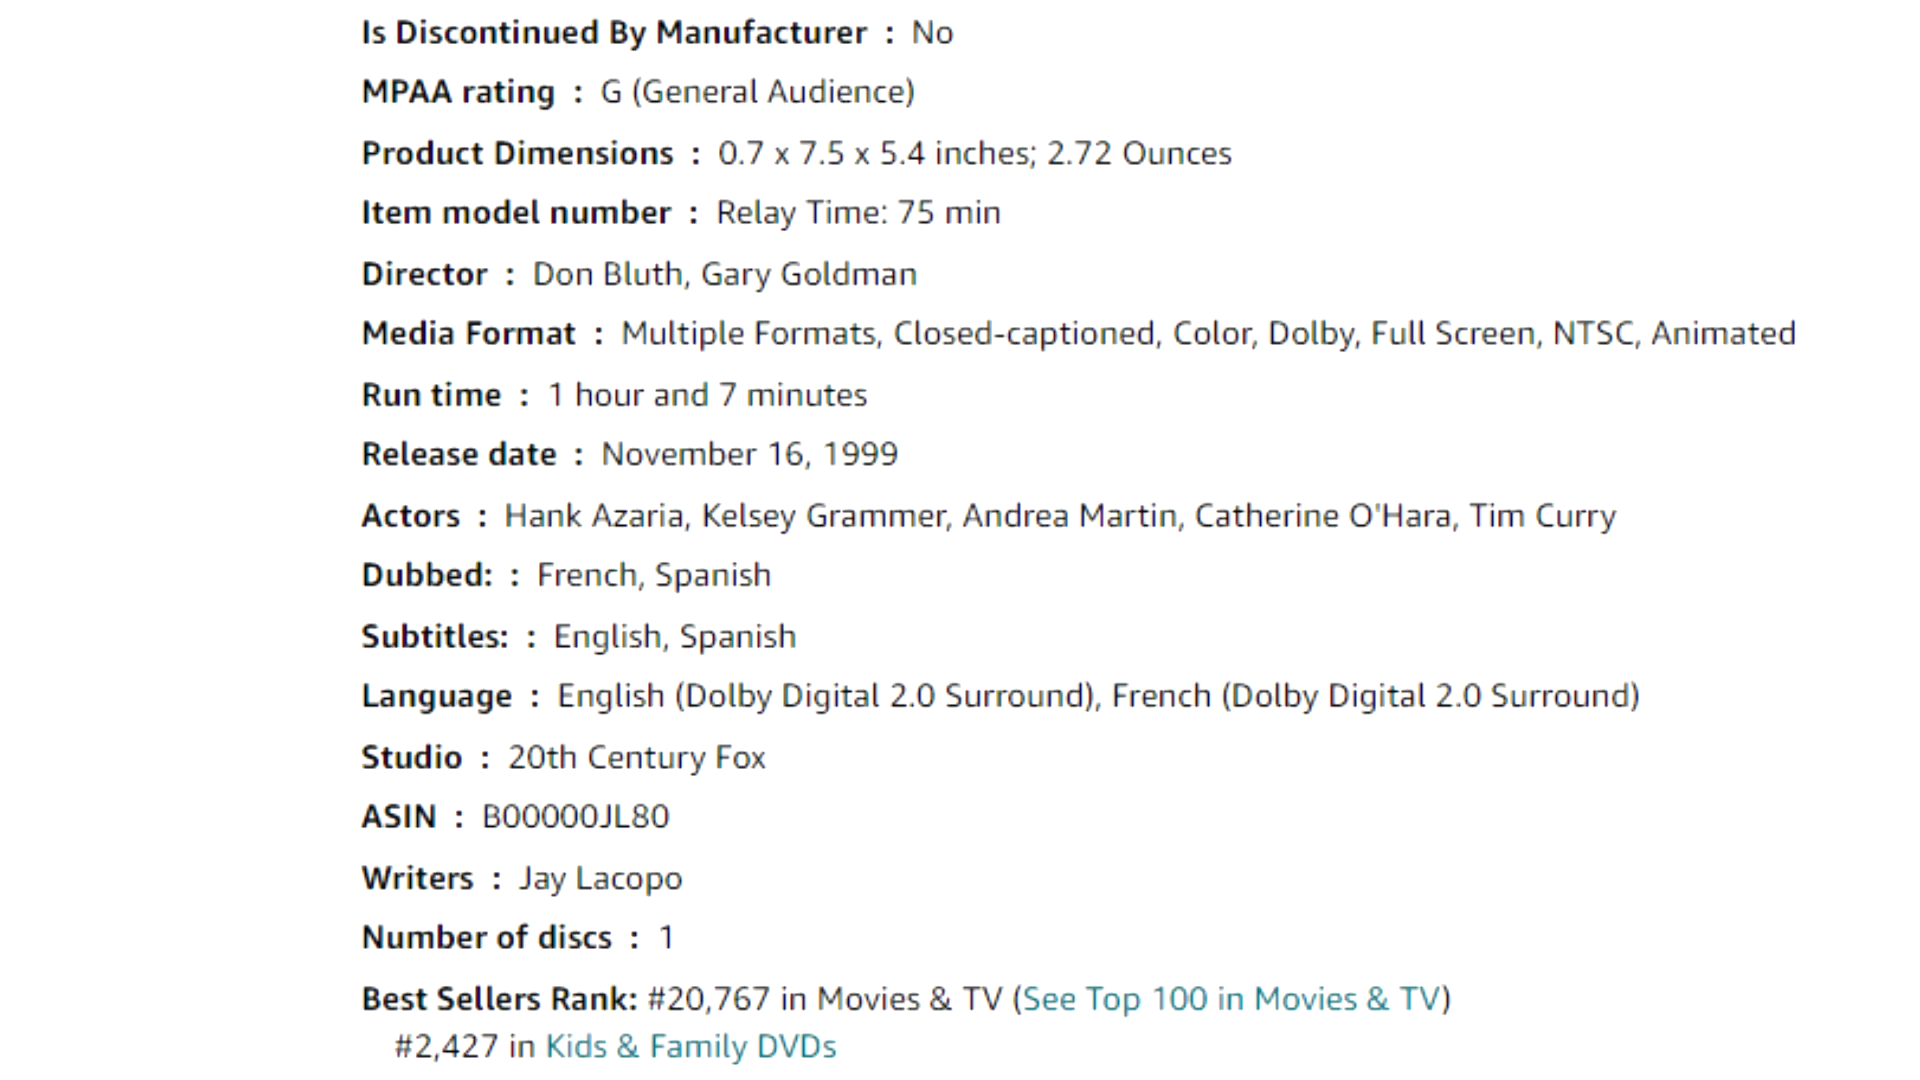 Is Discontinued By Manufacturer : No
MPAA rating : G (General Audience)
Product Dimensions : 0.7 x 7.5 x 5.4 inches; 2.72 Ounces
Item model number : Relay Time: 75 min
Director : Don Bluth, Gary Goldman
Media Format : Multiple Formats, Closed-captioned, Color, Dolby, Full Screen, NTSC, Animated
Run time : 1 hour and 7 minutes
Release date : November 16, 1999
Actors : Hank Azaria, Kelsey Grammer, Andrea Martin, Catherine O'Hara, Tim Curry
Dubbed: : French, Spanish
Subtitles: : English, Spanish
Language : English (Dolby Digital 2.0 Surround), French (Dolby Digital 2.0 Surround)
Studio : 20th Century Fox
ASIN : B00000JL80
Writers : Jay Lacopo
Number of discs : 1
Best Sellers Rank: #20,767 in Movies & TV (See Top 100 in Movies & TV)
#2,427 in Kids & Family DVDs